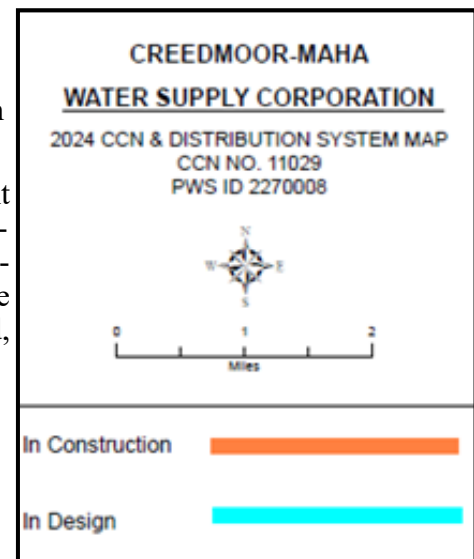 CREEDMOOR-MAHA
WATER SUPPLY CORPORATION
2024 CCN & DISTRIBUTION SYSTEM MAP
CCN NO. 11029
PWS ID 2270008
N
W E
S
0 1 2
Miles
In Construction
In Design